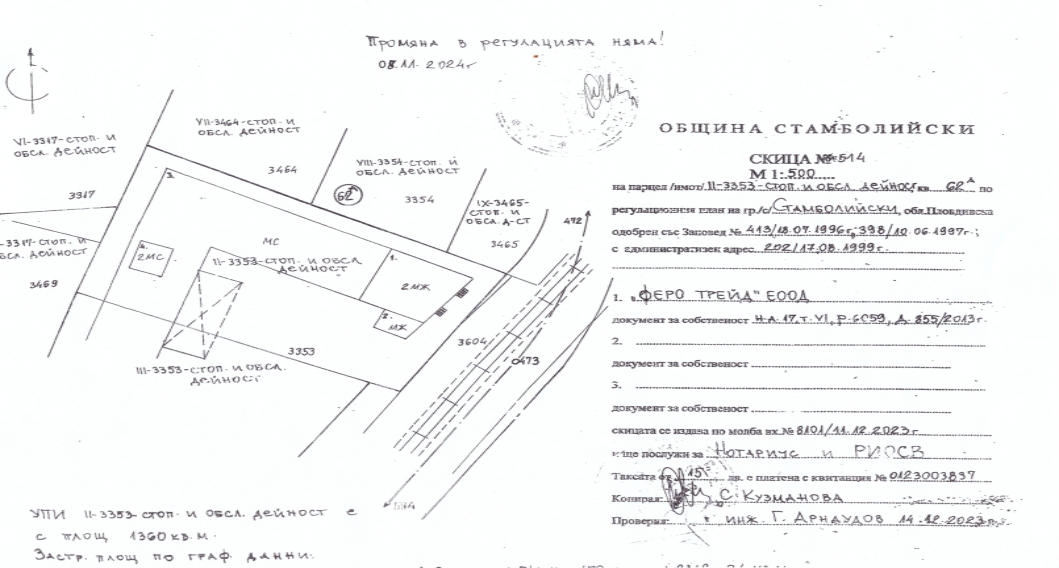 Промяна в регулацията няма!
08.11.2024г
VI-3317-стоп. и
обсл. дейност
VII-3464-стоп. и
обсл. дейност
VIII-3354-стоп. и
обсл. дейност
IX-3465-
стоп. и
обсл. д-ст
3317
3464
62
3354
3465
472
3.
МС
1.
4.
2МС
II-3353-стоп. и обсл.
дейност
2МЖ
2.
МЖ
3469
3353
3604
473
III-3353-стоп. и обсл.
дейност
УПИ II-3353-стоп. и обсл. дейност е
с площ 1360 кв.м.
Застр. площ по граф. данни:
ОБЩИНА СТАМБОЛИЙСКИ
СКИЦА № 514
М 1:500
на парцел /имот/ II-3353-стоп. и обсл. дейност кв. 62А по
регулационния план на гр./с/ Стамболийски, обл.Пловдивска
одобрен със Заповед № 413/18.07.1996г; 398/10.06.1997г;
с административен адрес 202/17.08.1999г.
1. „Феро Трейд" ЕООД
документ за собственост н.а. 17, т. VI, р. 6059, д. 855/2013г.
2.
документ за собственост
3.
документ за собственост
скицата се издава по молба вх.№ 8101/11.12.2023г
ще послужи за Нотариус и РИОСВ
Таксата от 15 лв. е платена с квитанция № 0123003837
Копирал: С. Кузманова
Проверил: инж. Г. Арнаудов 14.12.2023г.